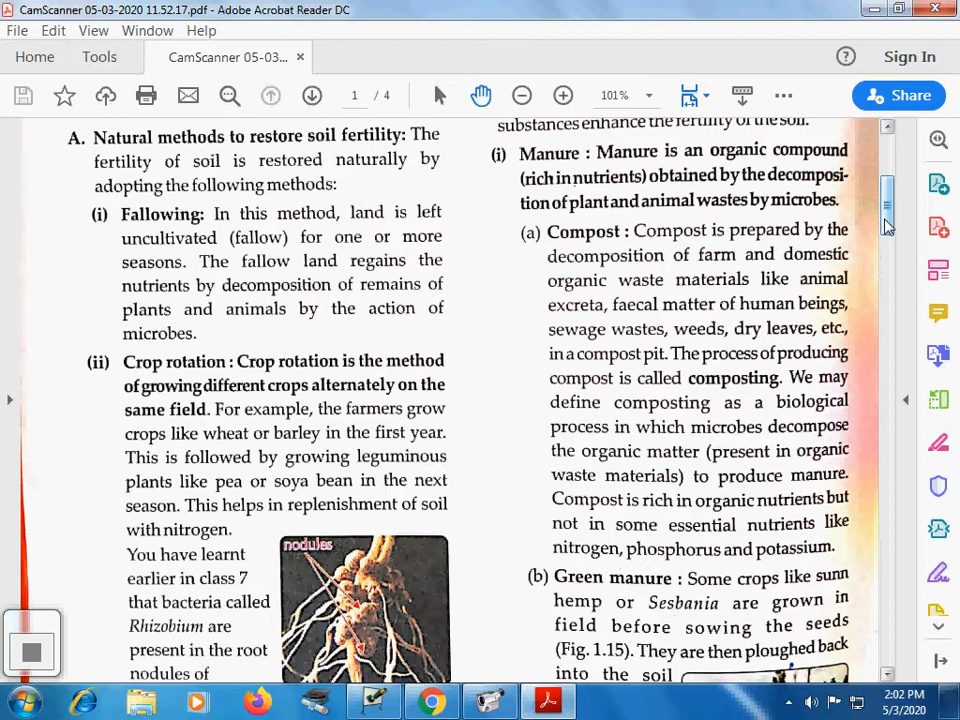 CamScanner 05-03-2020 11.52.17.pdf - Adobe Acrobat Reader DC
File Edit View Window Help
Home Tools CamScanner 05-03... ×
Sign In
1 / 4
101%
Share
A. Natural methods to restore soil fertility: The
fertility of soil is restored naturally by
adopting the following methods:
(i) Fallowing: In this method, land is left
uncultivated (fallow) for one or more
seasons. The fallow land regains the
nutrients by decomposition of remains of
plants and animals by the action of
microbes.
(ii) Crop rotation : Crop rotation is the method
of growing different crops alternately on the
same field. For example, the farmers grow
crops like wheat or barley in the first year.
This is followed by growing leguminous
plants like pea or soya bean in the next
season. This helps in replenishment of soil
with nitrogen.
You have learnt
earlier in class 7
that bacteria called
Rhizobium are
present in the root
nodules of
nodules
substances enhance the fertility of the soil.
(i) Manure : Manure is an organic compound
(rich in nutrients) obtained by the decomposi-
tion of plant and animal wastes by microbes.
(a) Compost : Compost is prepared by the
decomposition of farm and domestic
organic waste materials like animal
excreta, faecal matter of human beings,
sewage wastes, weeds, dry leaves, etc.,
in a compost pit. The process of producing
compost is called composting. We may
define composting as a biological
process in which microbes decompose
the organic matter (present in organic
waste materials) to produce manure.
Compost is rich in organic nutrients but
not in some essential nutrients like
nitrogen, phosphorus and potassium.
(b) Green manure : Some crops like sunn
hemp or Sesbania are grown in
field before sowing the seeds
(Fig. 1.15). They are then ploughed back
into the soil
2:02 PM
5/3/2020